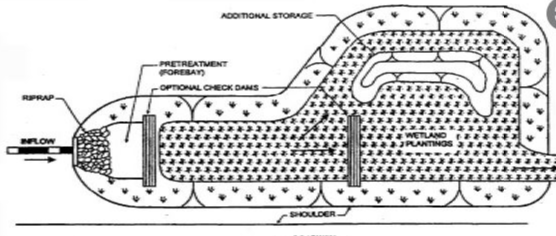 ADDITIONAL STORAGE
PRETREATMENT
(FOREBAY)
OPTIONAL CHECK DAMS
RIPRAP
INFLOW
WETLAND
PLANTINGS
SHOULDER